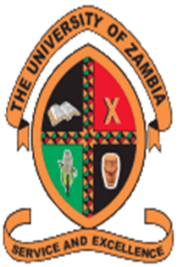 THE UNIVERSITY OF ZAMBIA
SERVICE AND EXCELLENCE